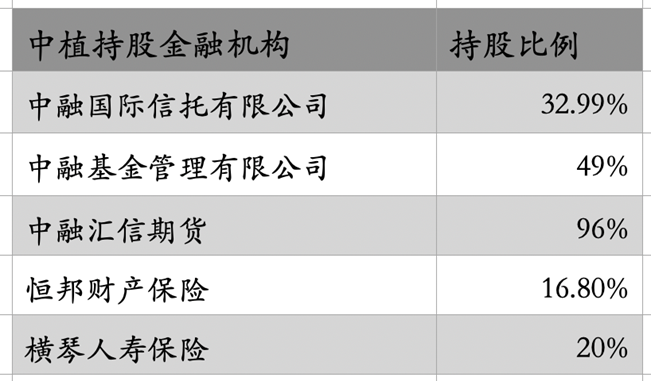 中植持股金融机构 持股比例
中融国际信托有限公司 32.99%
中融基金管理有限公司 49%
中融汇信期货 96%
恒邦财产保险 16.80%
横琴人寿保险 20%